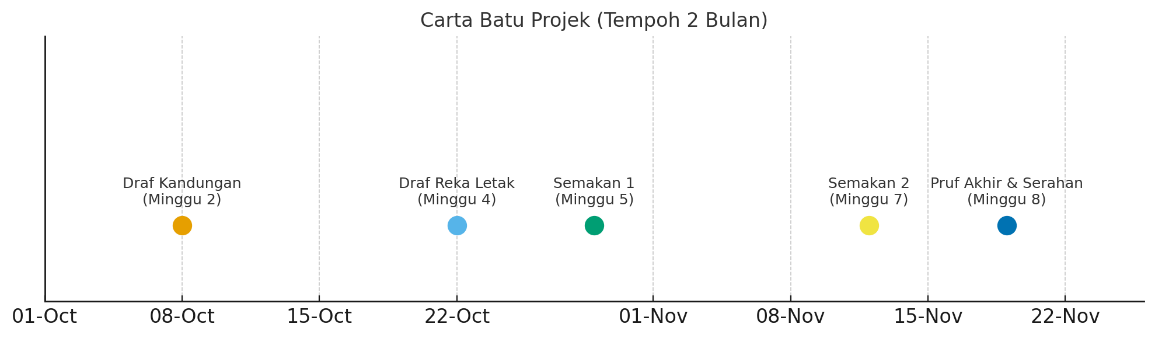 Carta Batu Projek (Tempoh 2 Bulan)
Draf Kandungan
(Minggu 2)
Draf Reka Letak
(Minggu 4)
Semakan 1
(Minggu 5)
Semakan 2
(Minggu 7)
Pruf Akhir & Serahan
(Minggu 8)
01-Oct
08-Oct
15-Oct
22-Oct
01-Nov
08-Nov
15-Nov
22-Nov